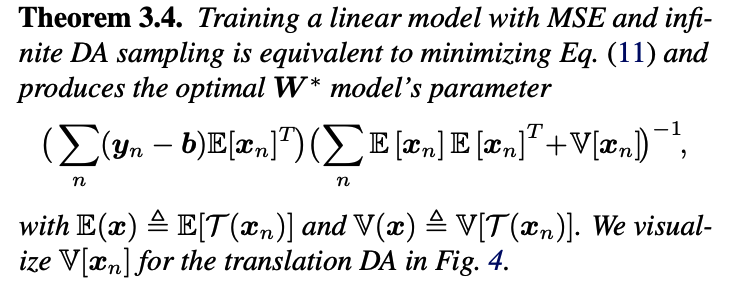 Theorem 3.4. Training a linear model with MSE and infi-
nite DA sampling is equivalent to minimizing Eq. (11) and
produces the optimal W* model's parameter
(∑ₙ(yₙ − b)𝔼[xₙ]ᵀ)(∑ₙ 𝔼 [xₙ] 𝔼 [xₙ]ᵀ+𝕍[xₙ])⁻¹,
with 𝔼(x) ≜ 𝔼[𝒯(xₙ)] and 𝕍(x) ≜ 𝕍[𝒯(xₙ)]. We visual-
ize 𝕍[xₙ] for the translation DA in Fig. 4.